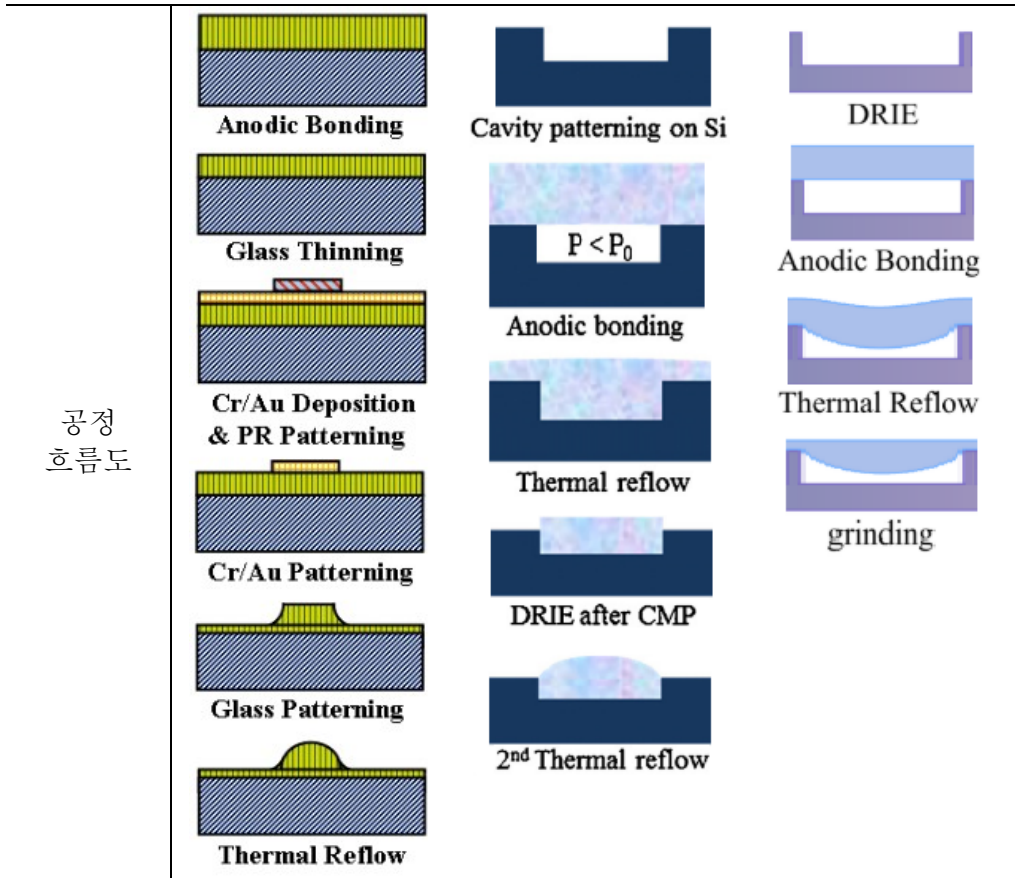 공정
흐름도
Anodic Bonding
Glass Thinning
Cr/Au Deposition
& PR Patterning
Cr/Au Patterning
Glass Patterning
Thermal Reflow
Cavity patterning on Si
P < P₀
Anodic bonding
Thermal reflow
DRIE after CMP
2nd Thermal reflow
DRIE
Anodic Bonding
Thermal Reflow
grinding